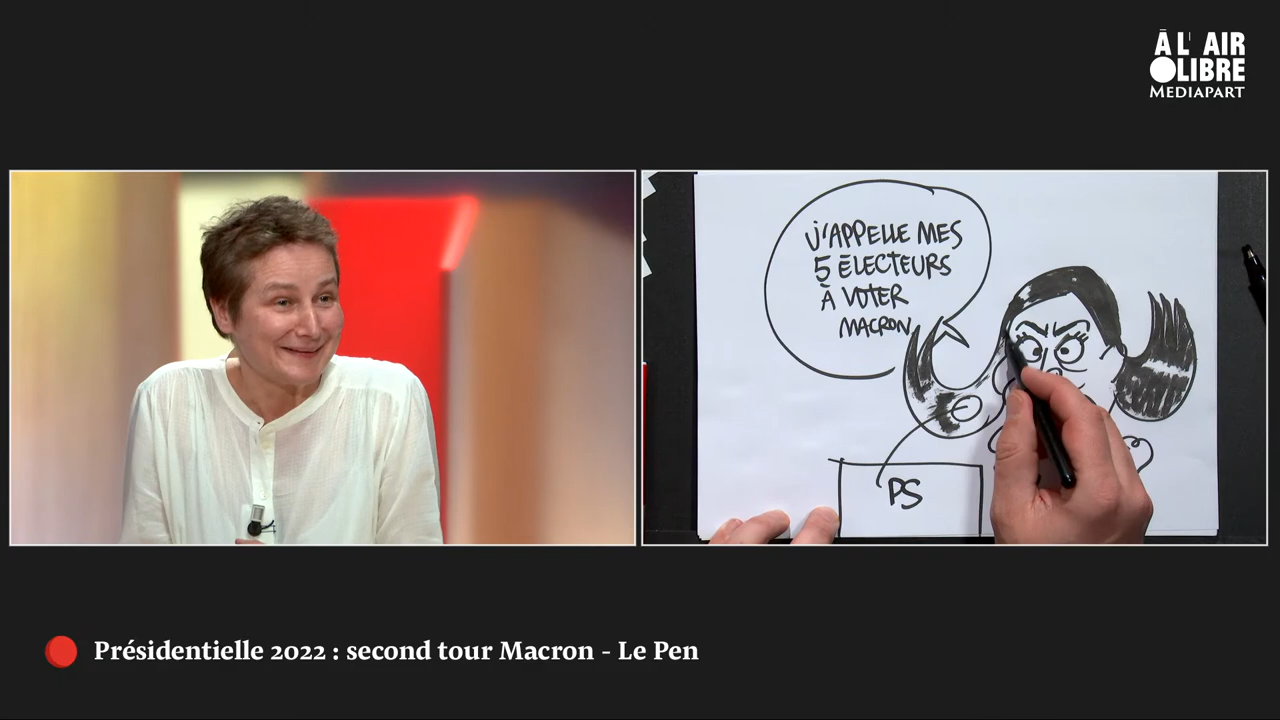 À L' AIR
LIBRE
MEDIAPART
J'APPELLE MES
5 ÉLECTEURS
À VOTER
MACRON
PS
Présidentielle 2022 : second tour Macron - Le Pen